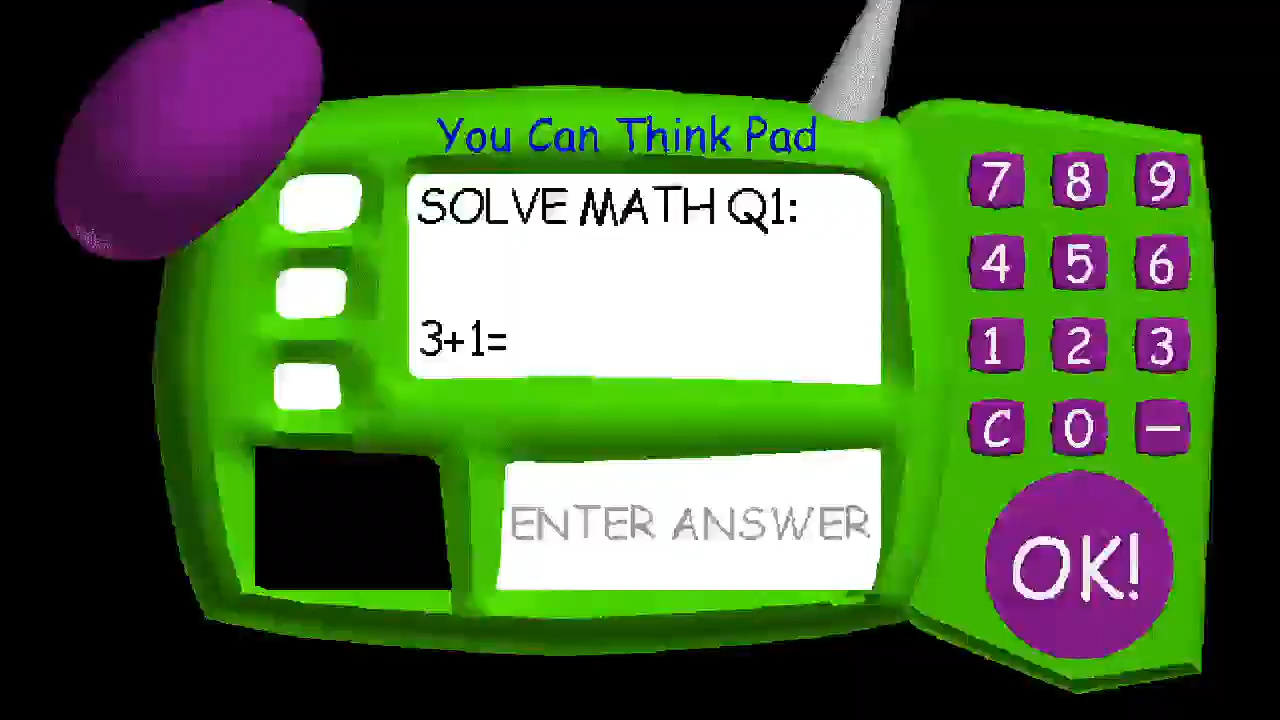 You Can Think Pad
SOLVE MATH Q1:
3+1=
ENTER ANSWER
7 8 9
4 5 6
1 2 3
C 0 —
OK!